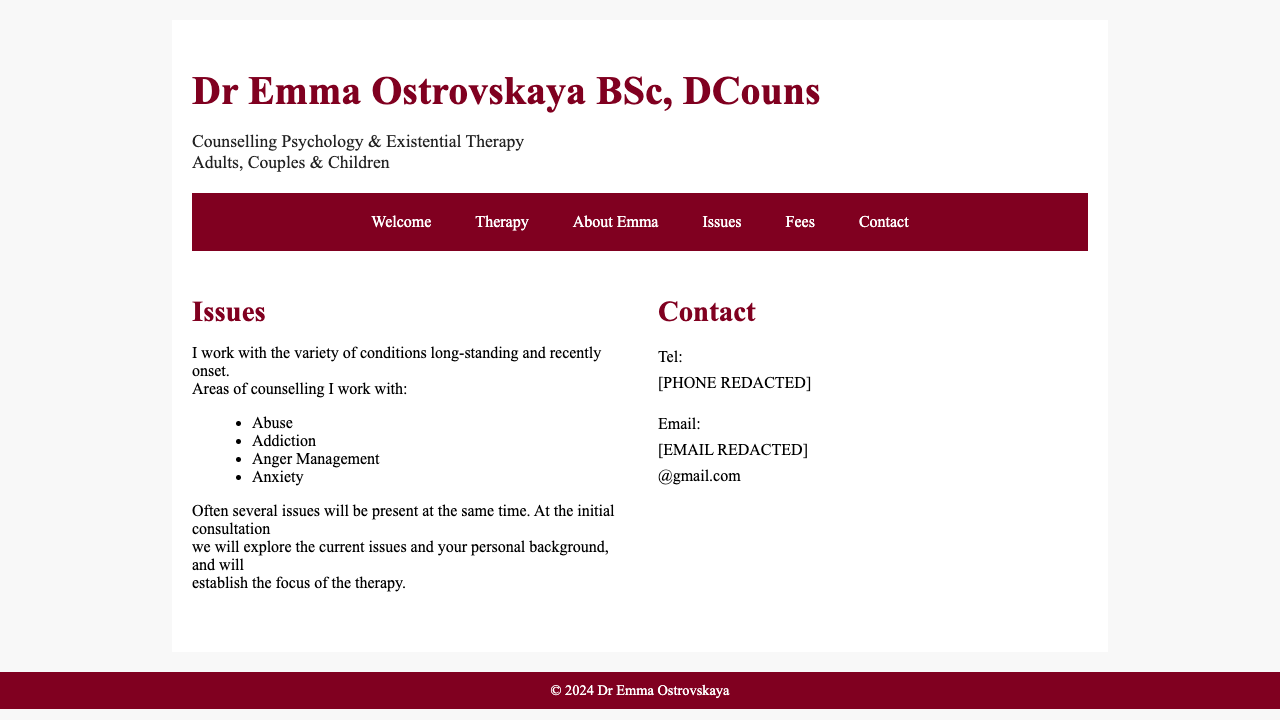 Dr Emma Ostrovskaya BSc, DCouns
Counselling Psychology & Existential Therapy
Adults, Couples & Children
Welcome Therapy About Emma Issues Fees Contact
Issues
I work with the variety of conditions long-standing and recently
onset.
Areas of counselling I work with:
• Abuse
• Addiction
• Anger Management
• Anxiety
Often several issues will be present at the same time. At the initial
consultation
we will explore the current issues and your personal background,
and will
establish the focus of the therapy.
Contact
Tel:
[PHONE REDACTED]
Email:
[EMAIL REDACTED]
@gmail.com
© 2024 Dr Emma Ostrovskaya